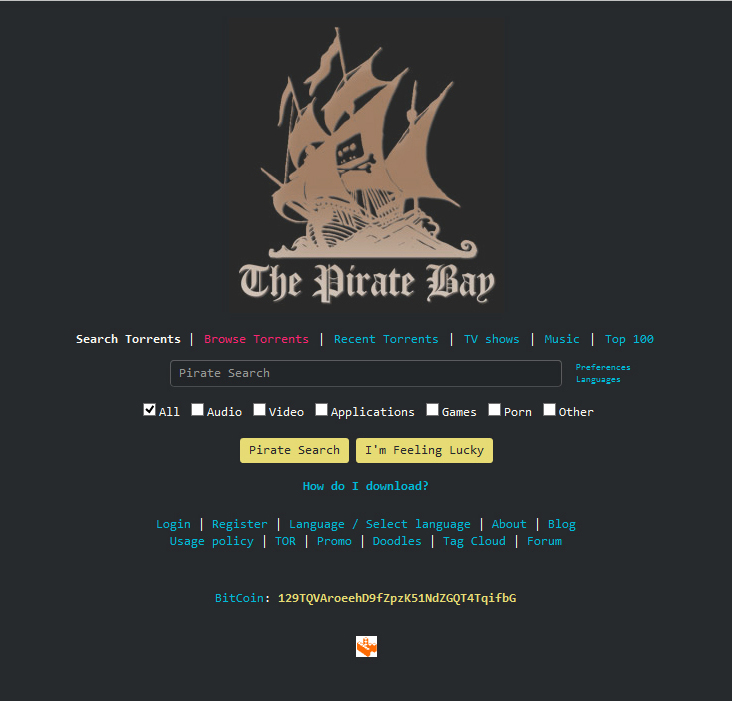 The Pirate Bay
Search Torrents | Browse Torrents | Recent Torrents | TV shows | Music | Top 100
Pirate Search
Preferences
Languages
All Audio Video Applications Games Porn Other
Pirate Search I'm Feeling Lucky
How do I download?
Login | Register | Language / Select language | About | Blog
Usage policy | TOR | Promo | Doodles | Tag Cloud | Forum
BitCoin: 129TQVAroeehD9fZpzK51NdZGQT4TqifbG